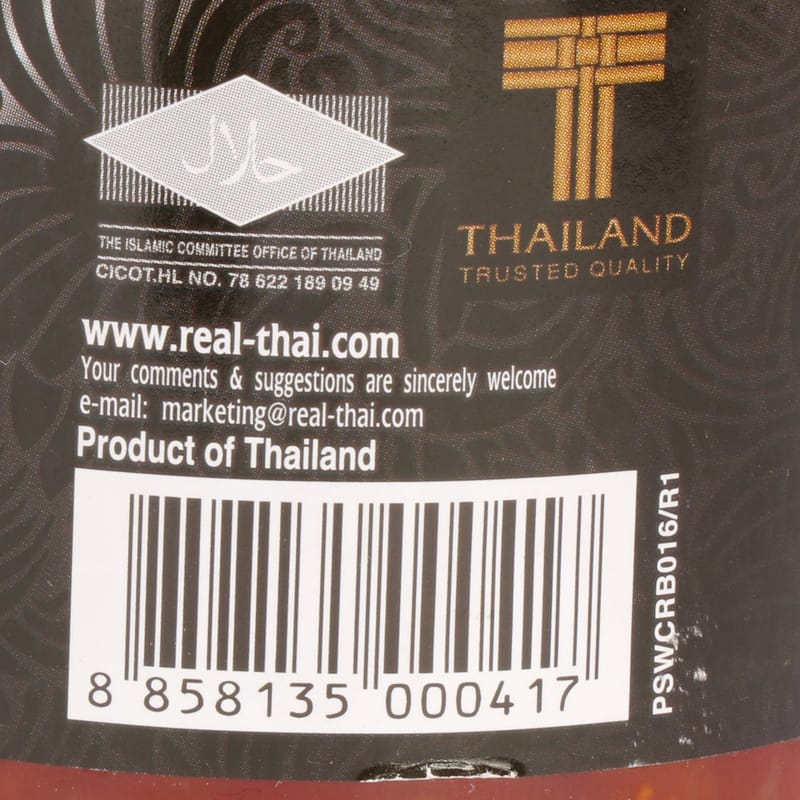 حلال
THE ISLAMIC COMMITTEE OFFICE OF THAILAND
CICOT.HL NO. 78 622 189 09 49
THAILAND
TRUSTED QUALITY
www.real-thai.com
Your comments & suggestions are sincerely welcome
e-mail: marketing@real-thai.com
Product of Thailand
8 858135 000417
PSWCRB016/R1